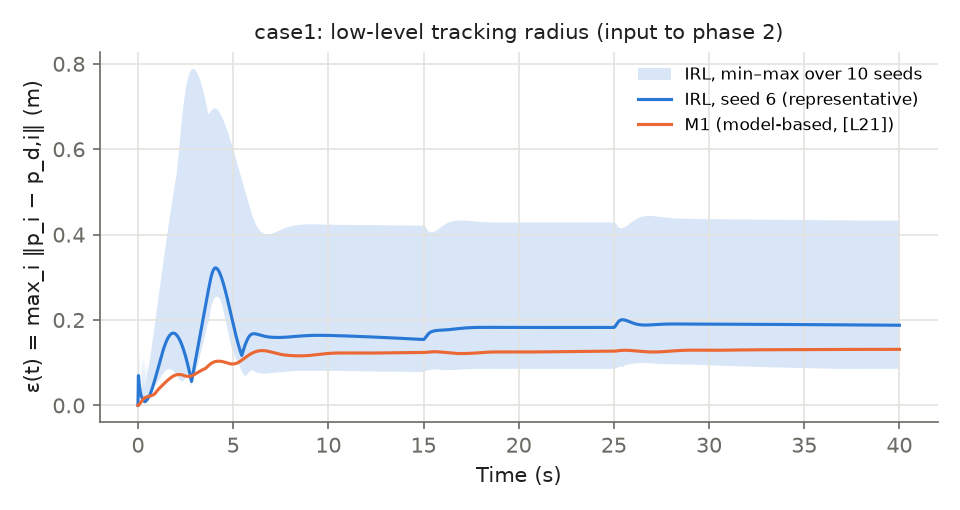 case1: low-level tracking radius (input to phase 2)
ε(t) = max_i ‖p_i − p_d,i‖ (m)
0.8
0.6
0.4
0.2
0.0
IRL, min–max over 10 seeds
IRL, seed 6 (representative)
M1 (model-based, [L21])
0 5 10 15 20 25 30 35 40
Time (s)